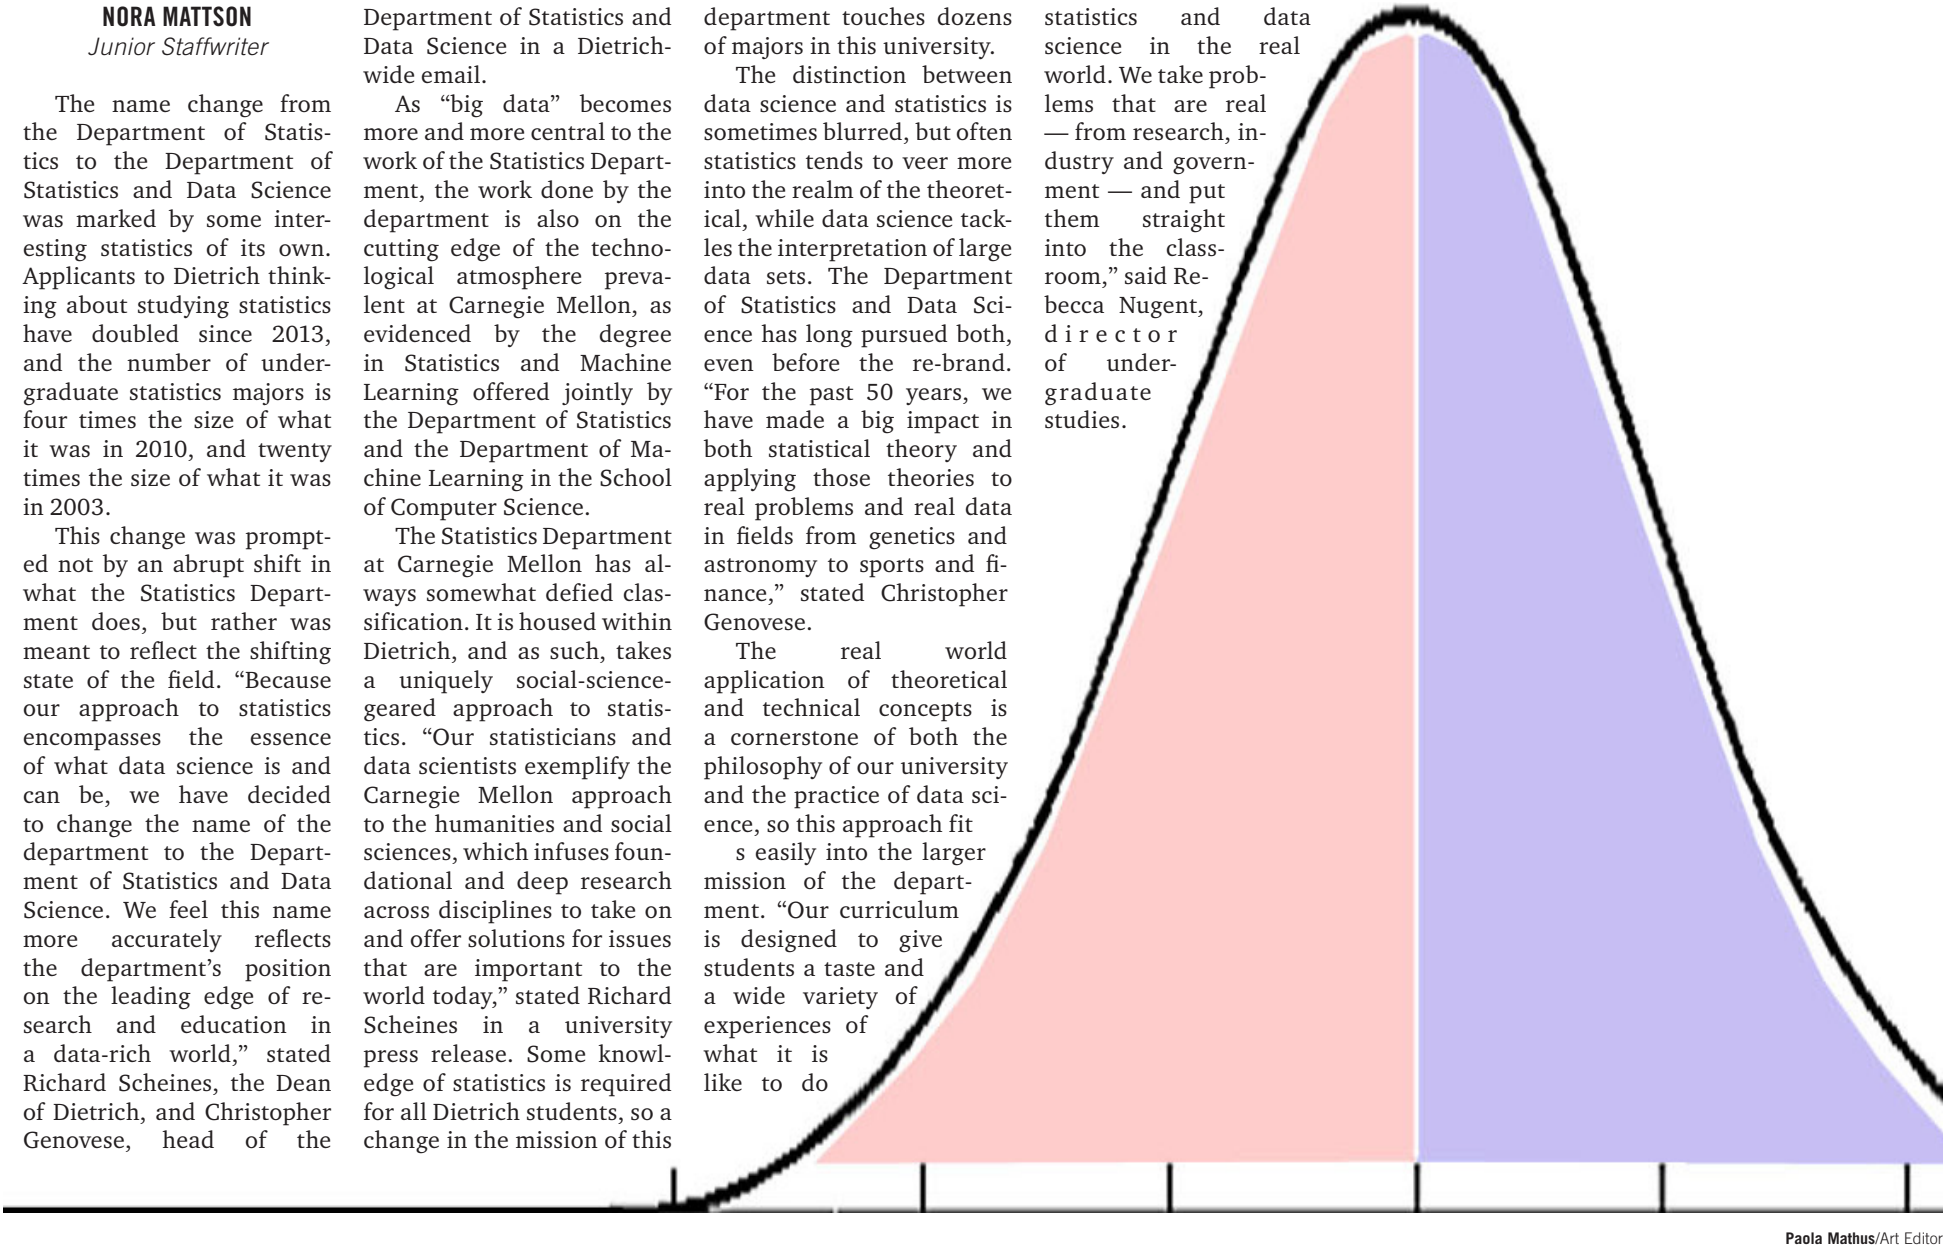 NORA MATTSON
Junior Staffwriter
The name change from
the Department of Statis-
tics to the Department of
Statistics and Data Science
was marked by some inter-
esting statistics of its own.
Applicants to Dietrich think-
ing about studying statistics
have doubled since 2013,
and the number of under-
graduate statistics majors is
four times the size of what
it was in 2010, and twenty
times the size of what it was
in 2003.
This change was prompt-
ed not by an abrupt shift in
what the Statistics Depart-
ment does, but rather was
meant to reflect the shifting
state of the field. “Because
our approach to statistics
encompasses the essence
of what data science is and
can be, we have decided
to change the name of the
department to the Depart-
ment of Statistics and Data
Science. We feel this name
more accurately reflects
the department’s position
on the leading edge of re-
search and education in
a data-rich world,” stated
Richard Scheines, the Dean
of Dietrich, and Christopher
Genovese, head of the
Department of Statistics and
Data Science in a Dietrich-
wide email.
As “big data” becomes
more and more central to the
work of the Statistics Depart-
ment, the work done by the
department is also on the
cutting edge of the techno-
logical atmosphere preva-
lent at Carnegie Mellon, as
evidenced by the degree
in Statistics and Machine
Learning offered jointly by
the Department of Statistics
and the Department of Ma-
chine Learning in the School
of Computer Science.
The Statistics Department
at Carnegie Mellon has al-
ways somewhat defied clas-
sification. It is housed within
Dietrich, and as such, takes
a uniquely social-science-
geared approach to statis-
tics. “Our statisticians and
data scientists exemplify the
Carnegie Mellon approach
to the humanities and social
sciences, which infuses foun-
dational and deep research
across disciplines to take on
and offer solutions for issues
that are important to the
world today,” stated Richard
Scheines in a university
press release. Some knowl-
edge of statistics is required
for all Dietrich students, so a
change in the mission of this
department touches dozens
of majors in this university.
The distinction between
data science and statistics is
sometimes blurred, but often
statistics tends to veer more
into the realm of the theoret-
ical, while data science tack-
les the interpretation of large
data sets. The Department
of Statistics and Data Sci-
ence has long pursued both,
even before the re-brand.
“For the past 50 years, we
have made a big impact in
both statistical theory and
applying those theories to
real problems and real data
in fields from genetics and
astronomy to sports and fi-
nance,” stated Christopher
Genovese.
The real world
application of theoretical
and technical concepts is
a cornerstone of both the
philosophy of our university
and the practice of data sci-
ence, so this approach fit
s easily into the larger
mission of the depart-
ment. “Our curriculum
is designed to give
students a taste and
a wide variety of
experiences of
what it is
like to do
statistics and data
science in the real
world. We take prob-
lems that are real
— from research, in-
dustry and govern-
ment — and put
them straight
into the class-
room,” said Re-
becca Nugent,
director
of under-
graduate
studies.
Paola Mathus/Art Editor